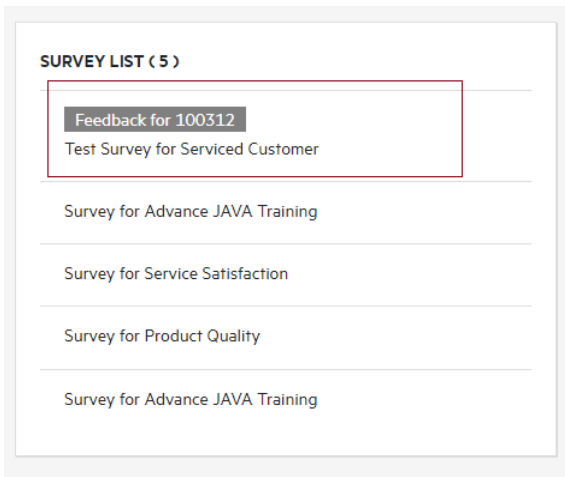 SURVEY LIST ( 5 )
Feedback for 100312
Test Survey for Serviced Customer
Survey for Advance JAVA Training
Survey for Service Satisfaction
Survey for Product Quality
Survey for Advance JAVA Training